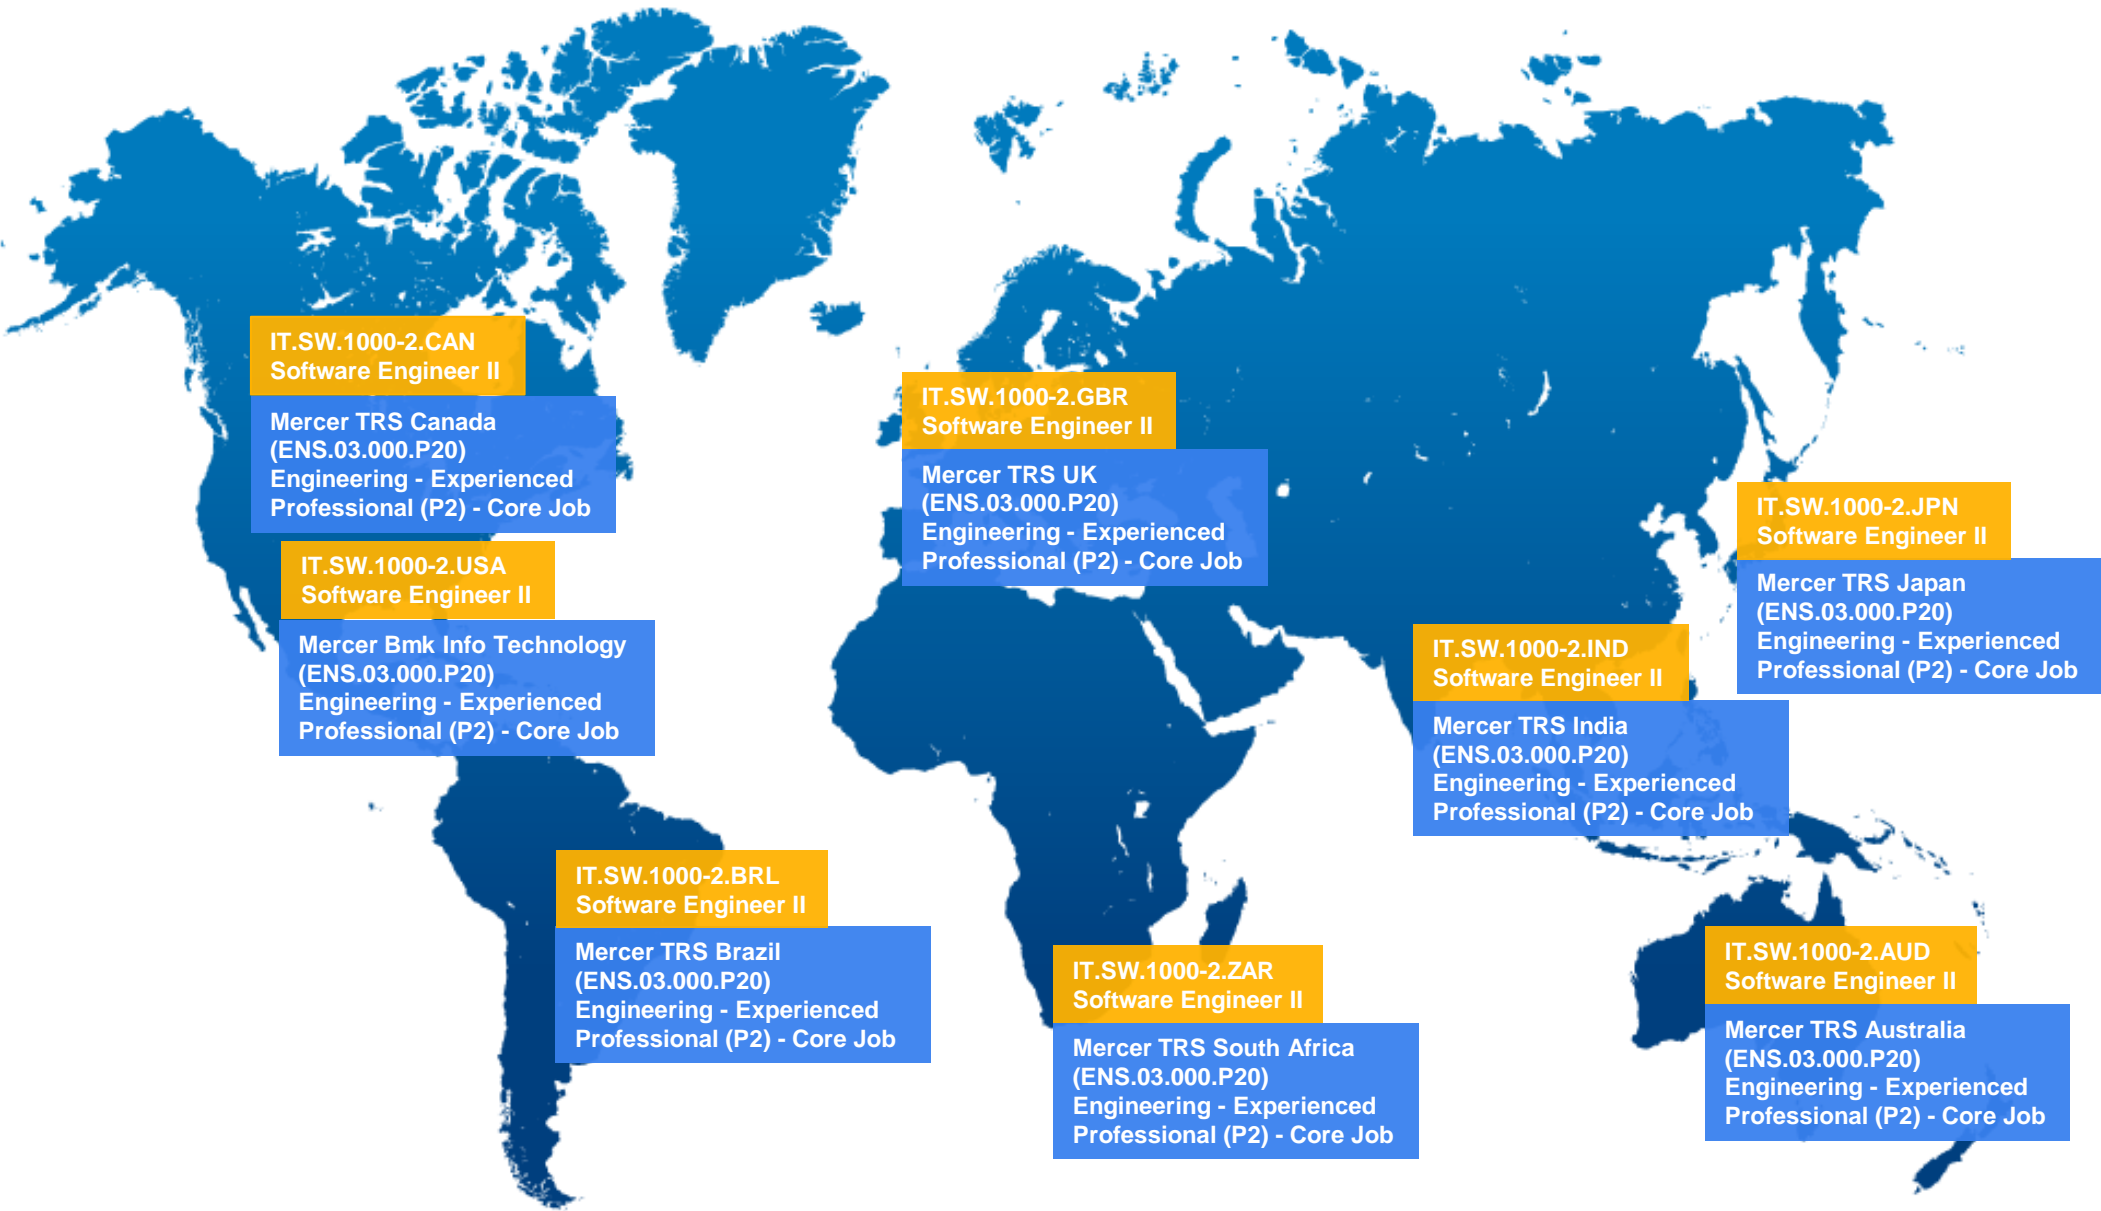 IT.SW.1000-2.CAN
Software Engineer II
Mercer TRS Canada
(ENS.03.000.P20)
Engineering - Experienced
Professional (P2) - Core Job
IT.SW.1000-2.USA
Software Engineer II
Mercer Bmk Info Technology
(ENS.03.000.P20)
Engineering - Experienced
Professional (P2) - Core Job
IT.SW.1000-2.BRL
Software Engineer II
Mercer TRS Brazil
(ENS.03.000.P20)
Engineering - Experienced
Professional (P2) - Core Job
IT.SW.1000-2.GBR
Software Engineer II
Mercer TRS UK
(ENS.03.000.P20)
Engineering - Experienced
Professional (P2) - Core Job
IT.SW.1000-2.ZAR
Software Engineer II
Mercer TRS South Africa
(ENS.03.000.P20)
Engineering - Experienced
Professional (P2) - Core Job
IT.SW.1000-2.IND
Software Engineer II
Mercer TRS India
(ENS.03.000.P20)
Engineering - Experienced
Professional (P2) - Core Job
IT.SW.1000-2.JPN
Software Engineer II
Mercer TRS Japan
(ENS.03.000.P20)
Engineering - Experienced
Professional (P2) - Core Job
IT.SW.1000-2.AUD
Software Engineer II
Mercer TRS Australia
(ENS.03.000.P20)
Engineering - Experienced
Professional (P2) - Core Job